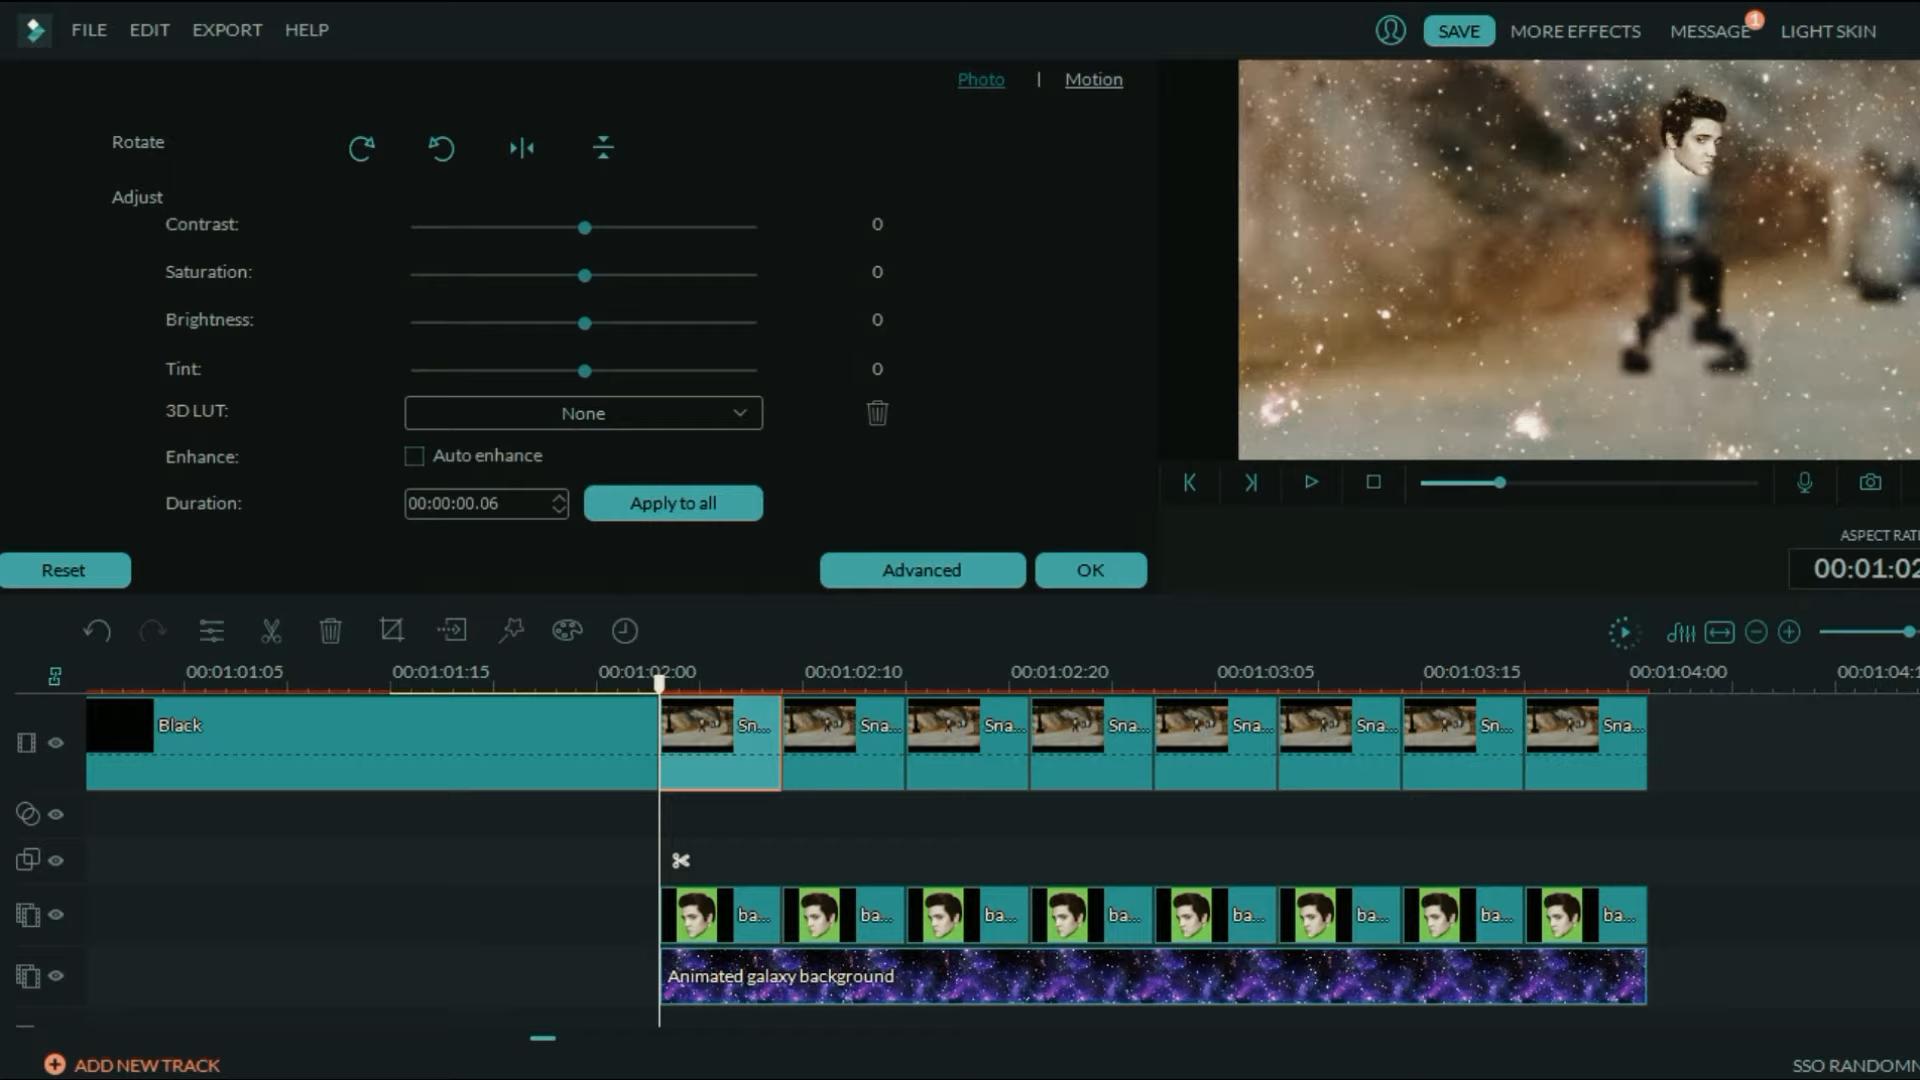 FILE EDIT EXPORT HELP SAVE MORE EFFECTS MESSAGE 1 LIGHT SKIN
Photo | Motion
Rotate
Adjust
Contrast: 0
Saturation: 0
Brightness: 0
Tint: 0
3D LUT: None
Enhance: Auto enhance
Duration: 00:00:00.06 Apply to all
ASPECT RATI
Reset Advanced OK 00:01:02
00:01:01:05 00:01:01:15 00:01:02:00 00:01:02:10 00:01:02:20 00:01:03:05 00:01:03:15 00:01:04:00 00:01:04:1
Black Sn... Sna... Sna... Sna... Sna... Sna... Sn... Sna...
ba... ba... ba... ba... ba... ba... ba... ba...
Animated galaxy background
ADD NEW TRACK SSO RANDOMN